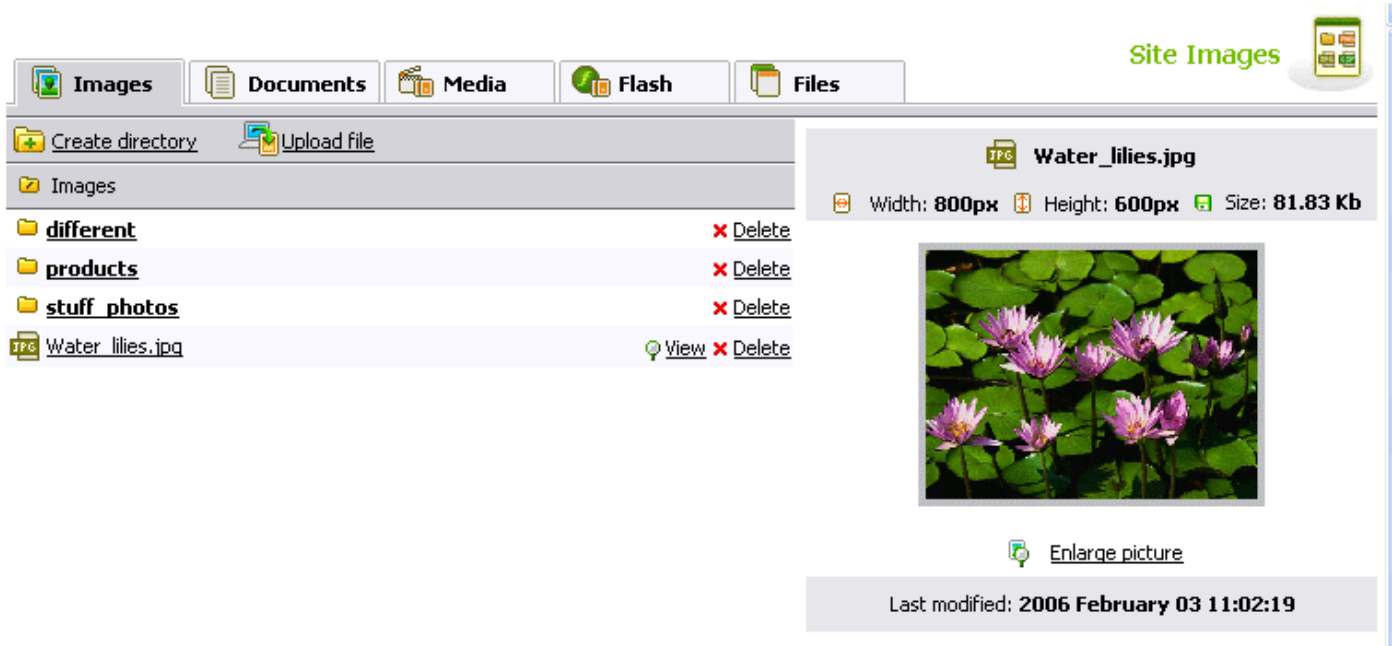 Site Images
Images Documents Media Flash Files
Create directory Upload file
Images
different Delete
products Delete
stuff_photos Delete
JPG Water_lilies.jpg View Delete
JPG Water_lilies.jpg
Width: 800px Height: 600px Size: 81.83 Kb
Enlarge picture
Last modified: 2006 February 03 11:02:19